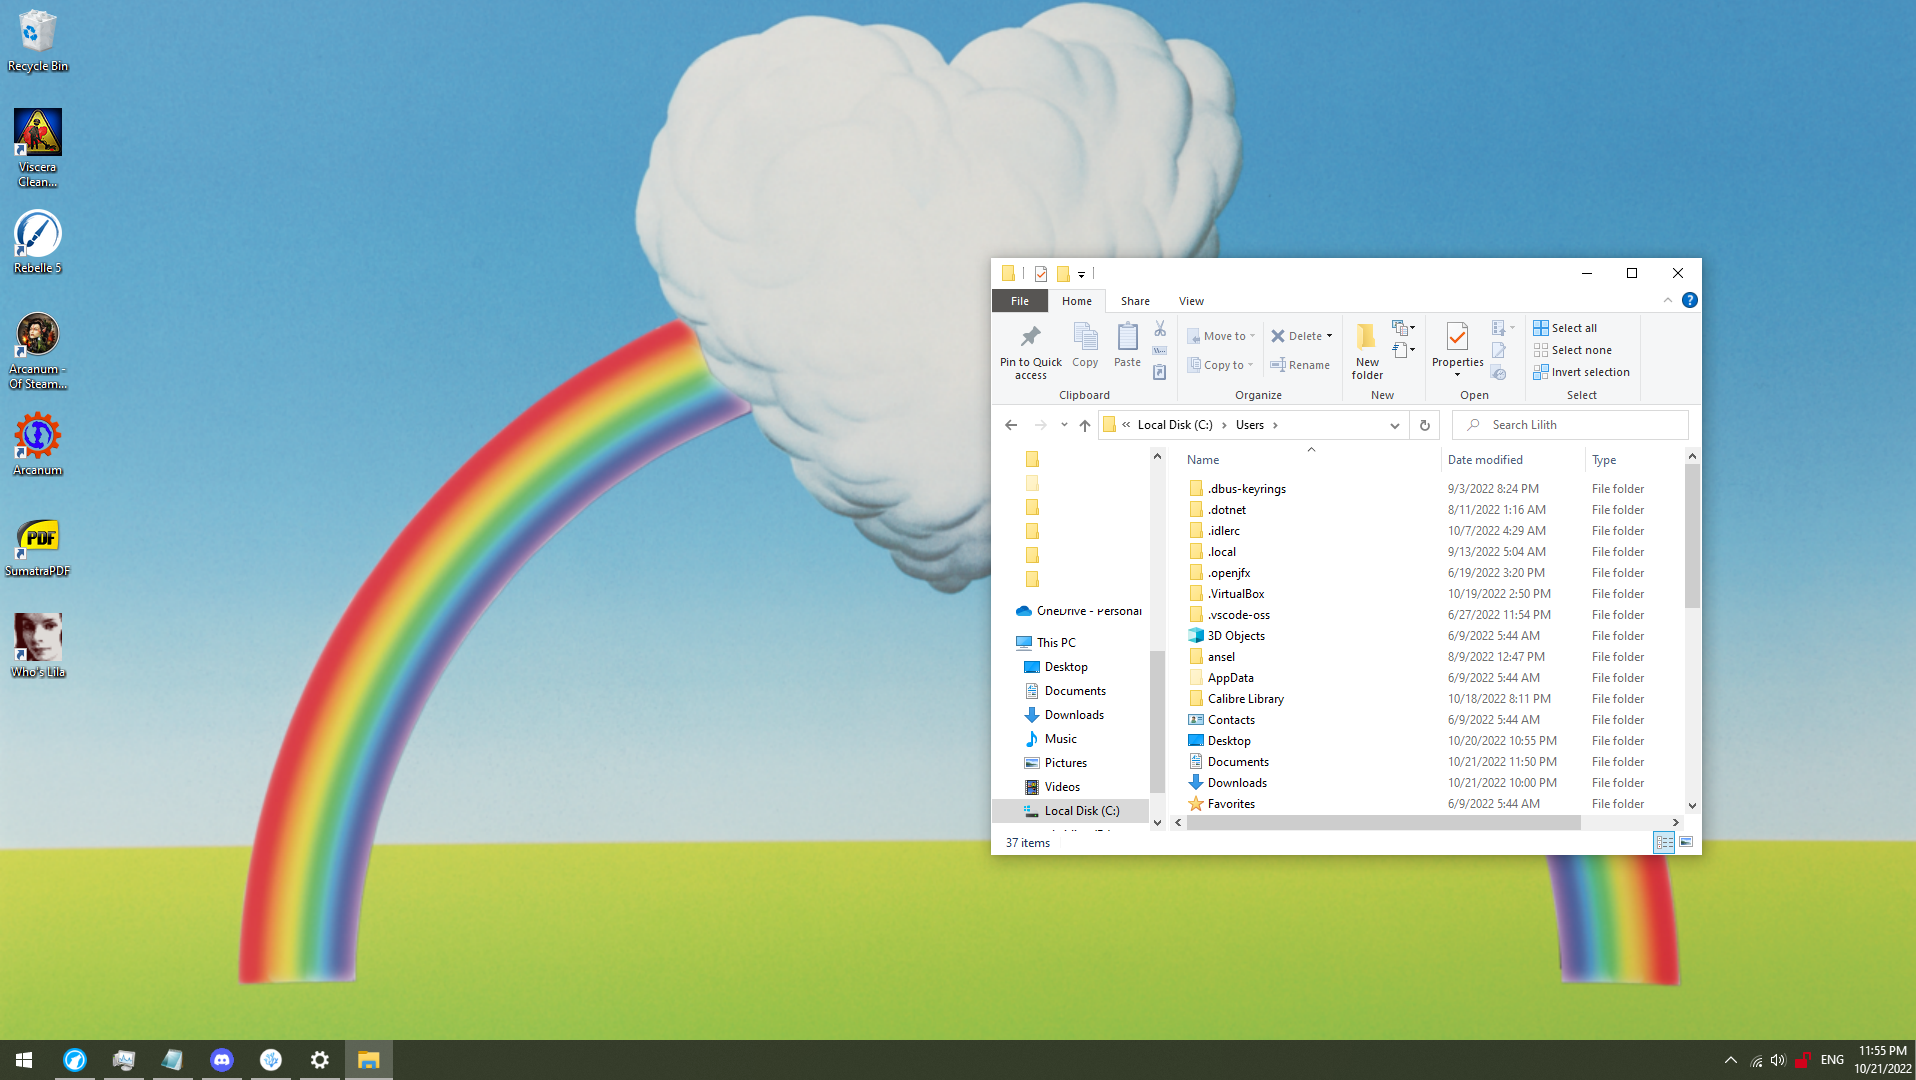 Recycle Bin
Viscera
Clean...
Rebelle 5
Arcanum -
Of Steam...
Arcanum
PDF
SumatraPDF
Who's Lila
File
Home
Share
View
Pin to Quick
access
Copy
Paste
Clipboard
Move to
Copy to
Delete
Rename
Organize
New
folder
New
Properties
Open
Select all
Select none
Invert selection
Select
« Local Disk (C:) > Users >
Search Lilith
OneDrive - Personal
This PC
Desktop
Documents
Downloads
Music
Pictures
Videos
Local Disk (C:)
Name Date modified Type
.dbus-keyrings 9/3/2022 8:24 PM File folder
.dotnet 8/11/2022 1:16 AM File folder
.idlerc 10/7/2022 4:29 AM File folder
.local 9/13/2022 5:04 AM File folder
.openjfx 6/19/2022 3:20 PM File folder
.VirtualBox 10/19/2022 2:50 PM File folder
.vscode-oss 6/27/2022 11:54 PM File folder
3D Objects 6/9/2022 5:44 AM File folder
ansel 8/9/2022 12:47 PM File folder
AppData 6/9/2022 5:44 AM File folder
Calibre Library 10/18/2022 8:11 PM File folder
Contacts 6/9/2022 5:44 AM File folder
Desktop 10/20/2022 10:55 PM File folder
Documents 10/21/2022 11:50 PM File folder
Downloads 10/21/2022 10:00 PM File folder
Favorites 6/9/2022 5:44 AM File folder
37 items
ENG
11:55 PM
10/21/2022